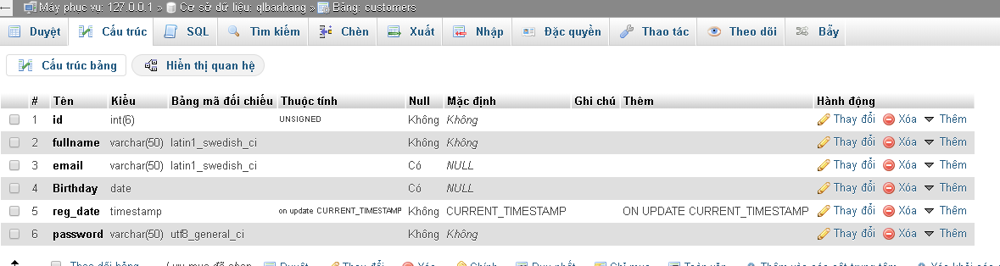 Máy phục vụ: 127.0.0.1 » Cơ sở dữ liệu: qlbanhang » Bảng: customers
Duyệt Cấu trúc SQL Tìm kiếm Chèn Xuất Nhập Đặc quyền Thao tác Theo dõi Bẫy
Cấu trúc bảng Hiển thị quan hệ
# Tên Kiểu Bảng mã đối chiếu Thuộc tính Null Mặc định Ghi chú Thêm Hành động
1 id int(6) UNSIGNED Không Không Thay đổi Xóa Thêm
2 fullname varchar(50) latin1_swedish_ci Không Không Thay đổi Xóa Thêm
3 email varchar(50) latin1_swedish_ci Có NULL Thay đổi Xóa Thêm
4 Birthday date Có NULL Thay đổi Xóa Thêm
5 reg_date timestamp on update CURRENT_TIMESTAMP Không CURRENT_TIMESTAMP ON UPDATE CURRENT_TIMESTAMP Thay đổi Xóa Thêm
6 password varchar(50) utf8_general_ci Không Không Thay đổi Xóa Thêm